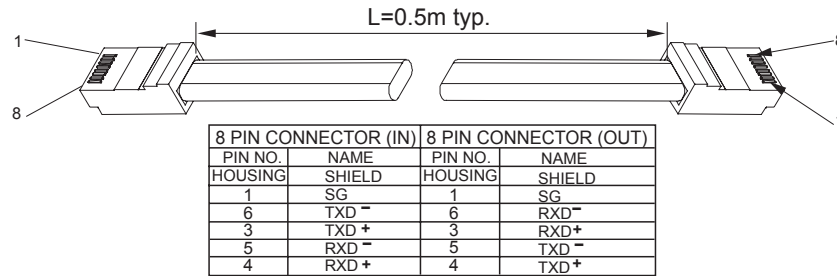 L=0.5m typ.
1
8
8
8 PIN CONNECTOR (IN) 8 PIN CONNECTOR (OUT)
PIN NO. NAME PIN NO. NAME
HOUSING SHIELD HOUSING SHIELD
1 SG 1 SG
6 TXD - 6 RXD-
3 TXD + 3 RXD+
5 RXD - 5 TXD -
4 RXD + 4 TXD +